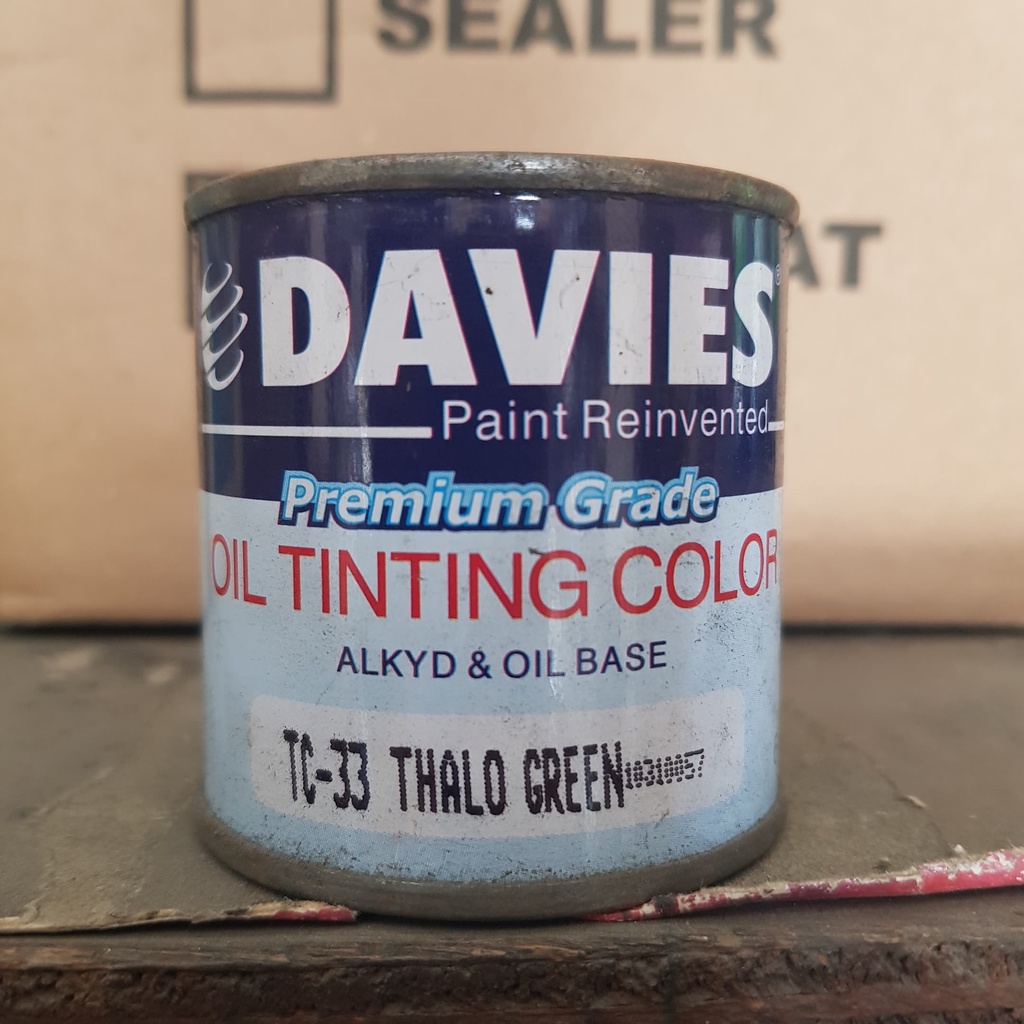 SEALER
AT
DAVIES®
Paint Reinvented
Premium Grade
OIL TINTING COLOR
ALKYD & OIL BASE
TC-33 THALO GREEN